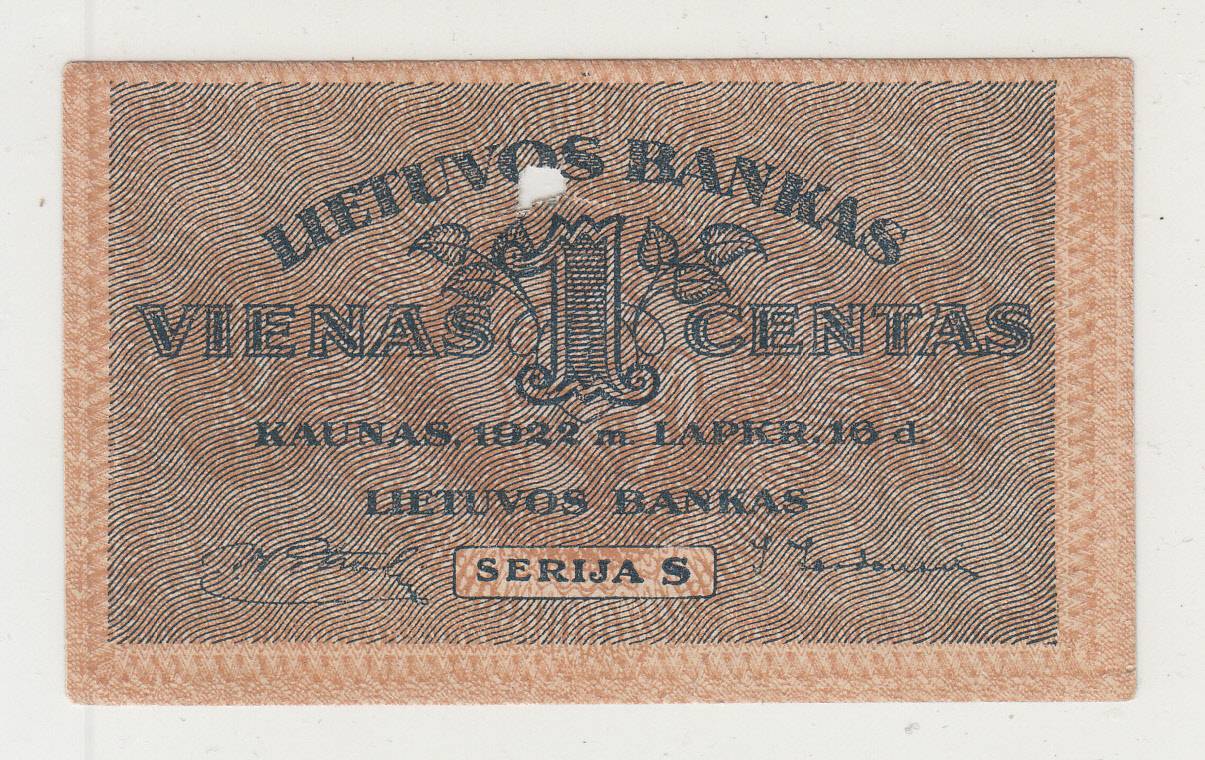 LIETUVOS BANKAS
VIENAS 1 CENTAS
KAUNAS, 1922 m. LAPKR. 16 d.
LIETUVOS BANKAS
SERIJA S